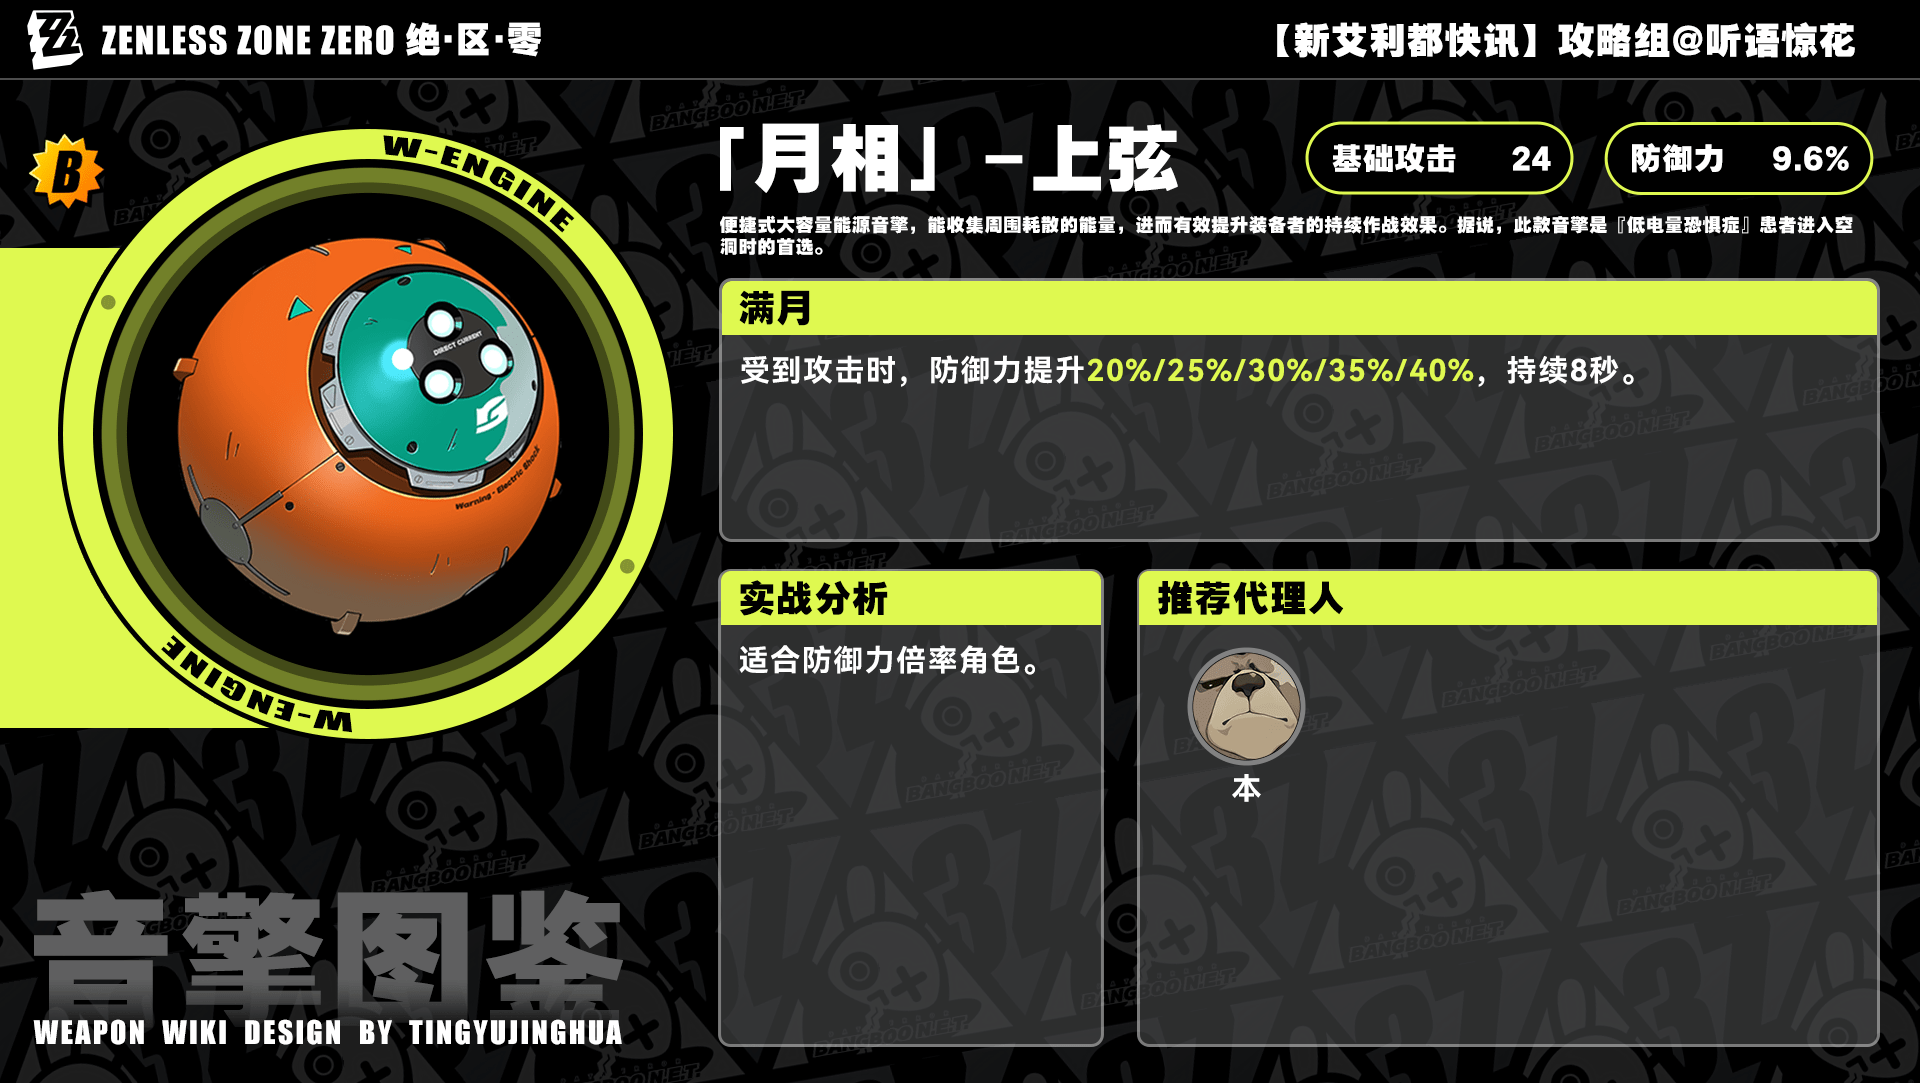 ZENLESS ZONE ZERO 绝·区·零
【新艾利都快讯】攻略组@听语惊花
B
W-ENGINE
「月相」-上弦
基础攻击 24
防御力 9.6%
便捷式大容量能源音擎，能收集周围耗散的能量，进而有效提升装备者的持续作战效果。据说，此款音擎是『低电量恐惧症』患者进入空
洞时的首选。
DIRECT CURRENT
Warning - Electric Shock
W-ENGINE
满月
受到攻击时，防御力提升20%/25%/30%/35%/40%，持续8秒。
实战分析
适合防御力倍率角色。
推荐代理人
本
音擎图鉴
WEAPON WIKI DESIGN BY TINGYUJINGHUA
BANGBOO N.E.T.